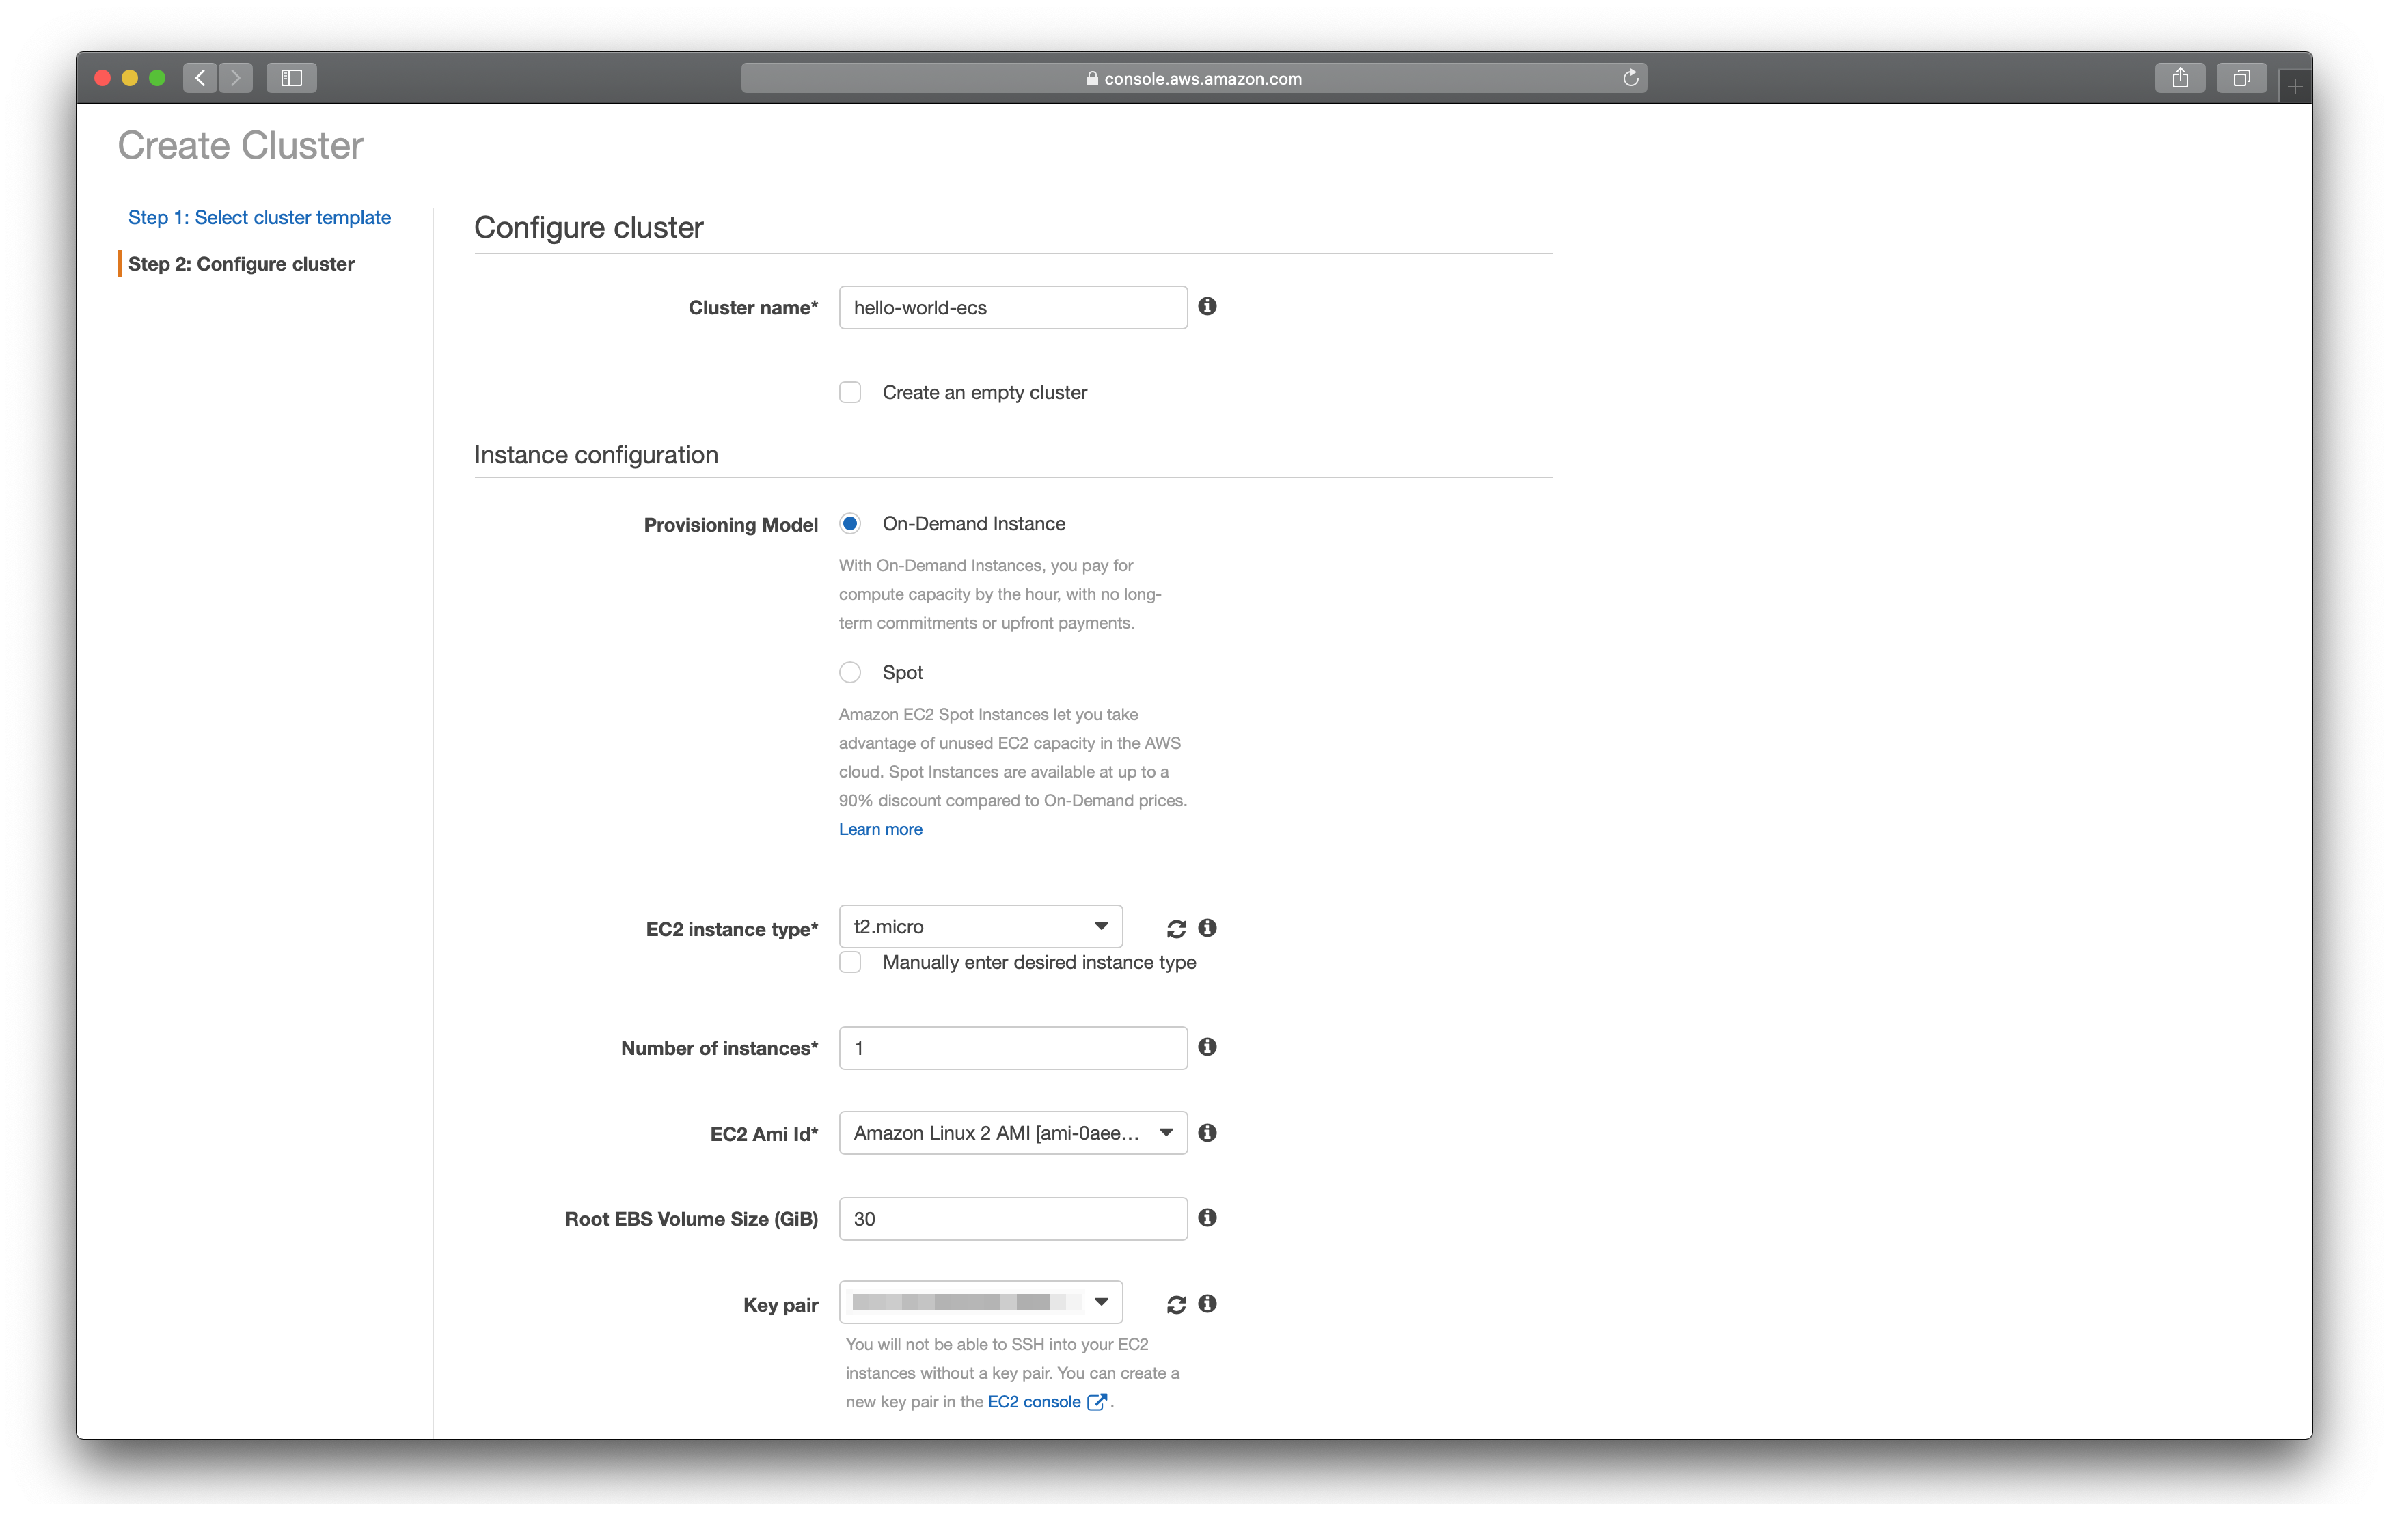 console.aws.amazon.com
Create Cluster
Step 1: Select cluster template
Step 2: Configure cluster
Configure cluster
Cluster name*
hello-world-ecs
Create an empty cluster
Instance configuration
Provisioning Model
On-Demand Instance
With On-Demand Instances, you pay for
compute capacity by the hour, with no long-
term commitments or upfront payments.
Spot
Amazon EC2 Spot Instances let you take
advantage of unused EC2 capacity in the AWS
cloud. Spot Instances are available at up to a
90% discount compared to On-Demand prices.
Learn more
EC2 instance type*
t2.micro
Manually enter desired instance type
Number of instances*
1
EC2 Ami Id*
Amazon Linux 2 AMI [ami-0aee...
Root EBS Volume Size (GiB)
30
Key pair
You will not be able to SSH into your EC2
instances without a key pair. You can create a
new key pair in the EC2 console .